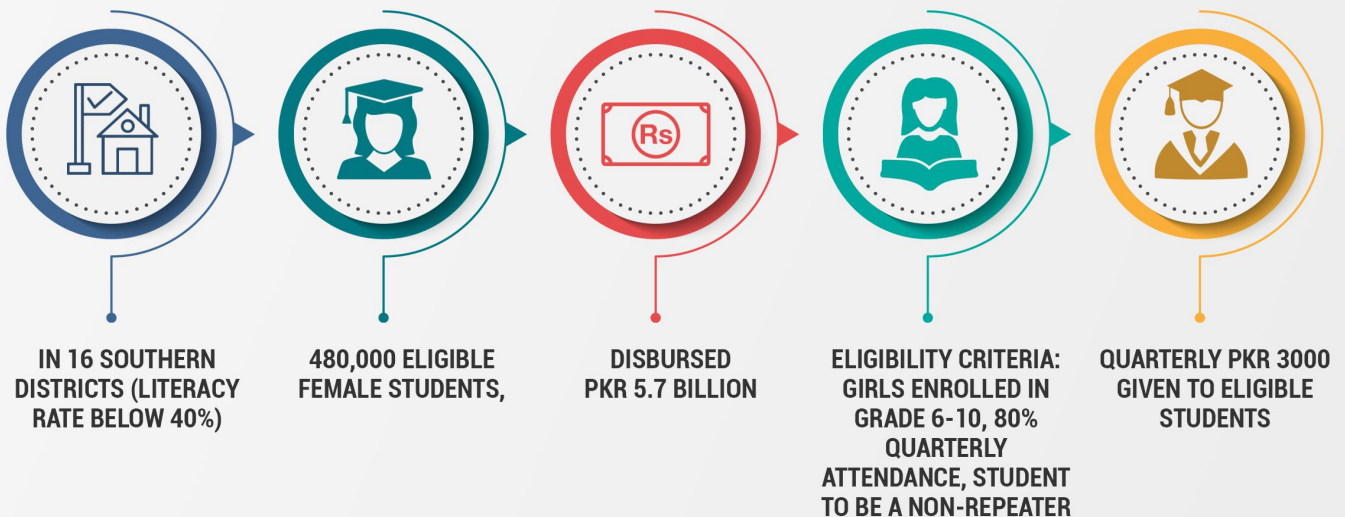 Rs
IN 16 SOUTHERN
DISTRICTS (LITERACY
RATE BELOW 40%)
480,000 ELIGIBLE
FEMALE STUDENTS,
DISBURSED
PKR 5.7 BILLION
ELIGIBILITY CRITERIA:
GIRLS ENROLLED IN
GRADE 6-10, 80%
QUARTERLY
ATTENDANCE, STUDENT
TO BE A NON-REPEATER
QUARTERLY PKR 3000
GIVEN TO ELIGIBLE
STUDENTS